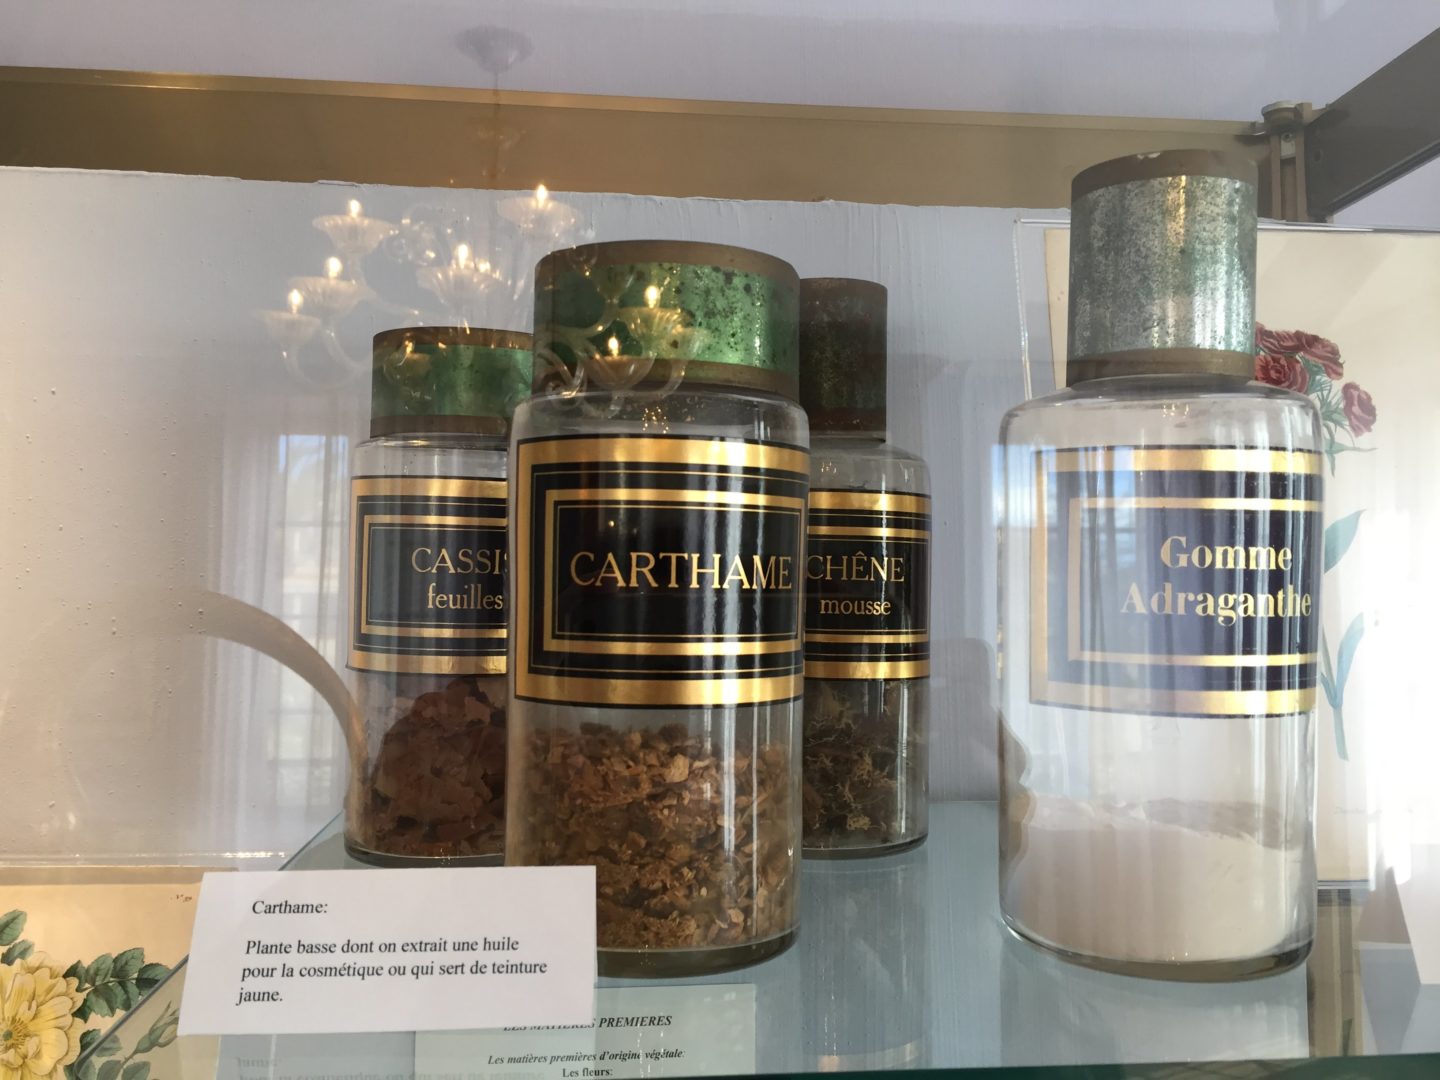 CASSIS
feuilles
CARTHAME
CHÊNE
mousse
Gomme
Adraganthe
Carthame:
Plante basse dont on extrait une huile
pour la cosmétique ou qui sert de teinture
jaune.
LES MATIÈRES PREMIERES
Les matières premières d'origine végétale:
Les fleurs: